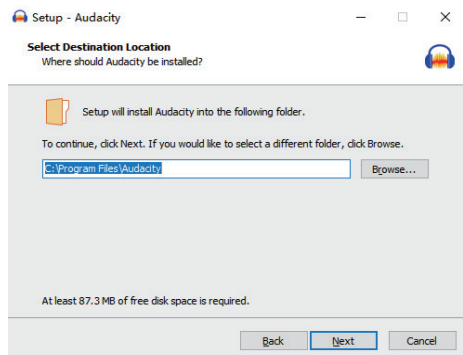 Setup - Audacity
Select Destination Location
Where should Audacity be installed?
Setup will install Audacity into the following folder.
To continue, click Next. If you would like to select a different folder, click Browse.
C:\Program Files\Audacity
Browse...
At least 87.3 MB of free disk space is required.
Back
Next
Cancel